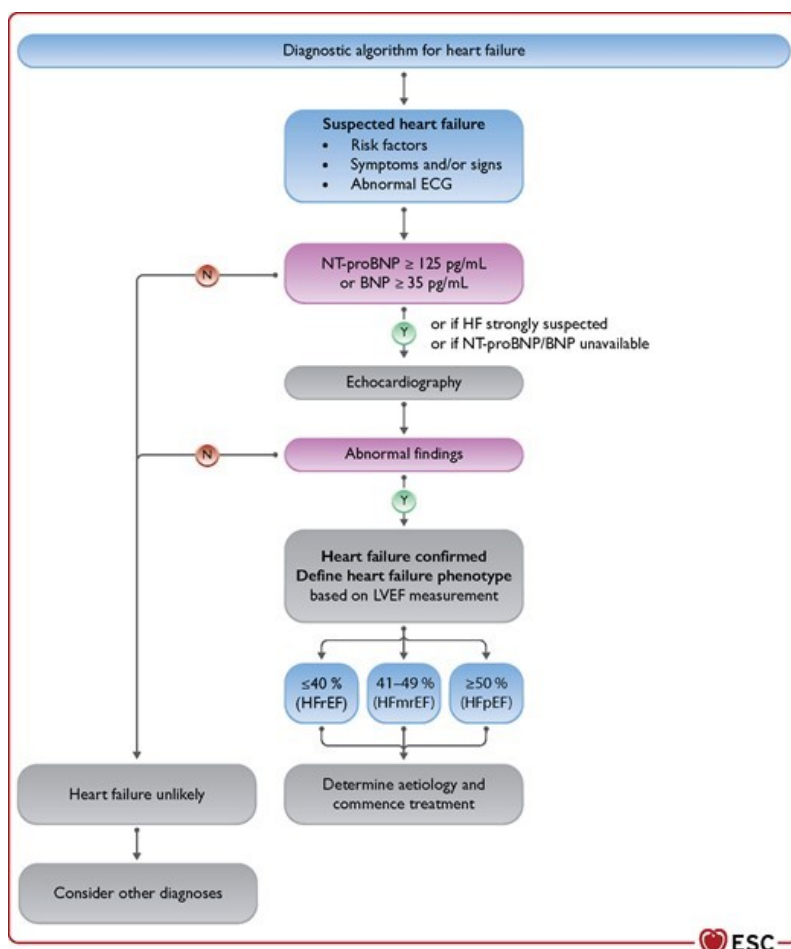 Diagnostic algorithm for heart failure
Suspected heart failure
• Risk factors
• Symptoms and/or signs
• Abnormal ECG
NT-proBNP ≥ 125 pg/mL
or BNP ≥ 35 pg/mL
N
Y
or if HF strongly suspected
or if NT-proBNP/BNP unavailable
Echocardiography
N
Abnormal findings
Y
Heart failure confirmed
Define heart failure phenotype
based on LVEF measurement
≤40 %
(HFrEF)
41–49 %
(HFmrEF)
≥50 %
(HFpEF)
Heart failure unlikely
Determine aetiology and
commence treatment
Consider other diagnoses
ESC